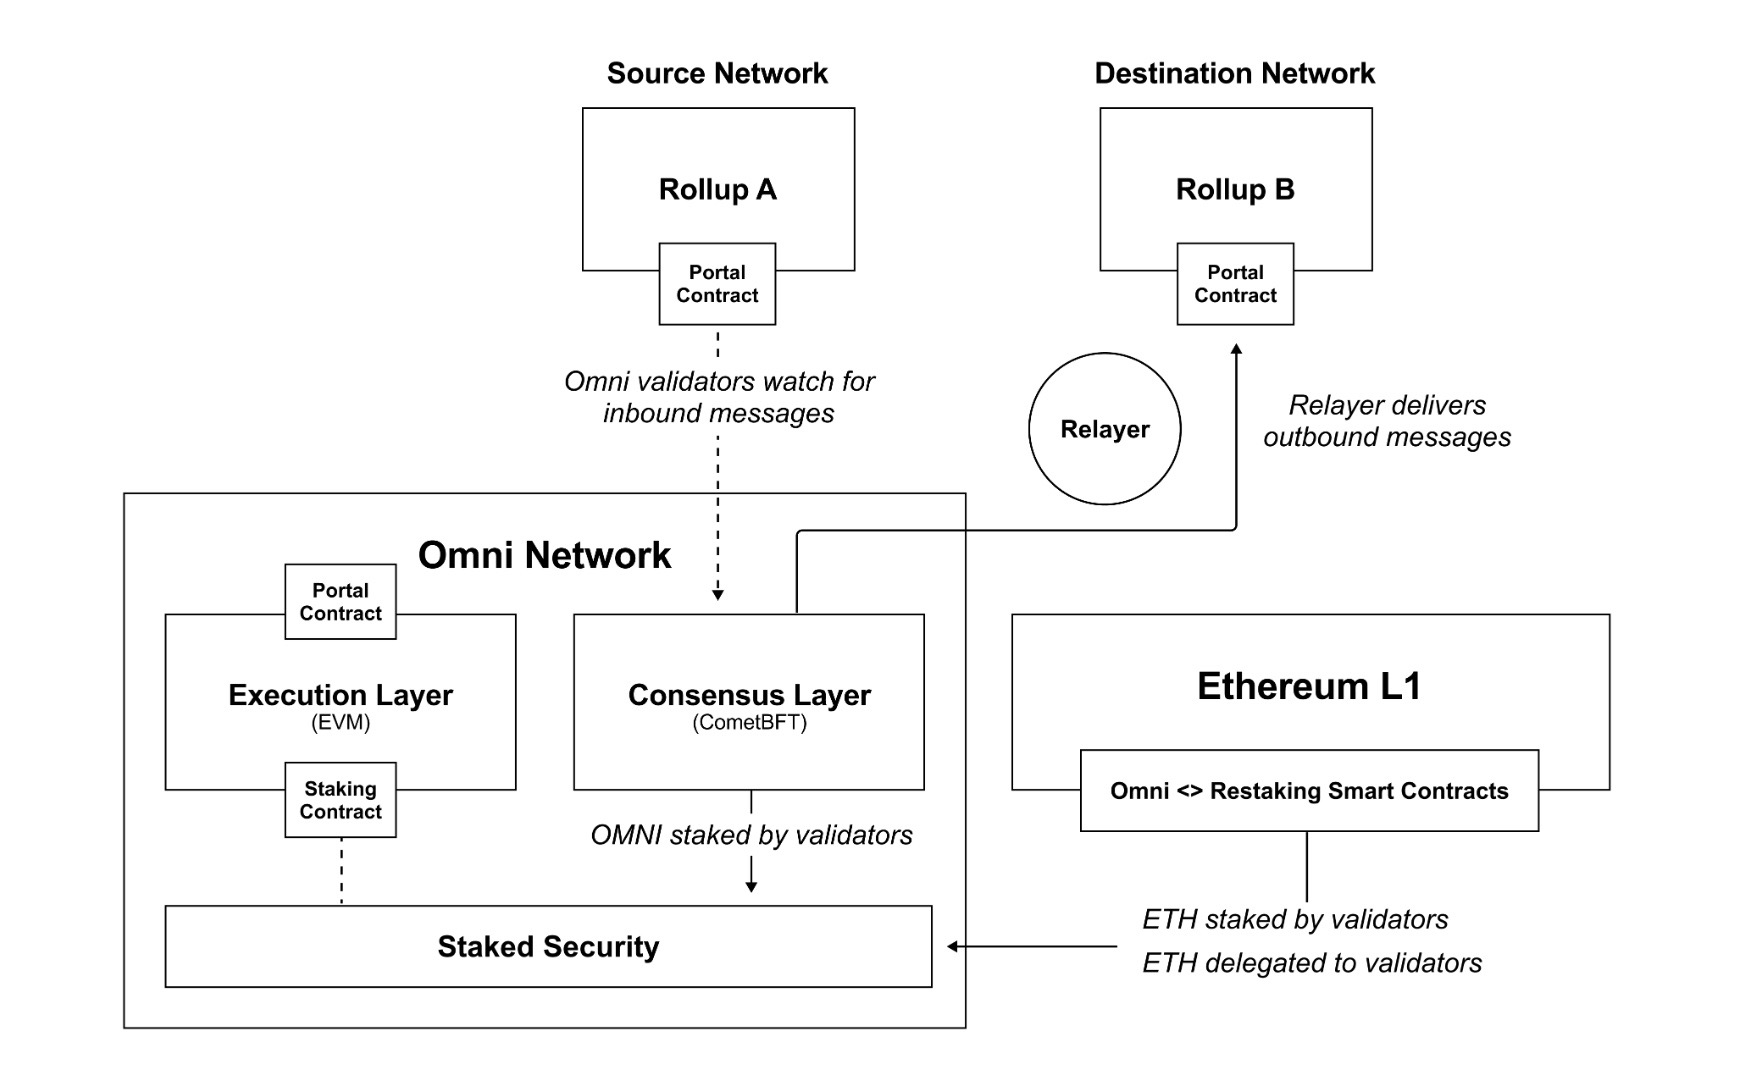 Source Network
Destination Network
Rollup A
Rollup B
Portal
Contract
Portal
Contract
Omni validators watch for
inbound messages
Relayer
Relayer delivers
outbound messages
Omni Network
Portal
Contract
Execution Layer
(EVM)
Consensus Layer
(CometBFT)
Ethereum L1
Staking
Contract
Omni <> Restaking Smart Contracts
OMNI staked by validators
Staked Security
ETH staked by validators
ETH delegated to validators